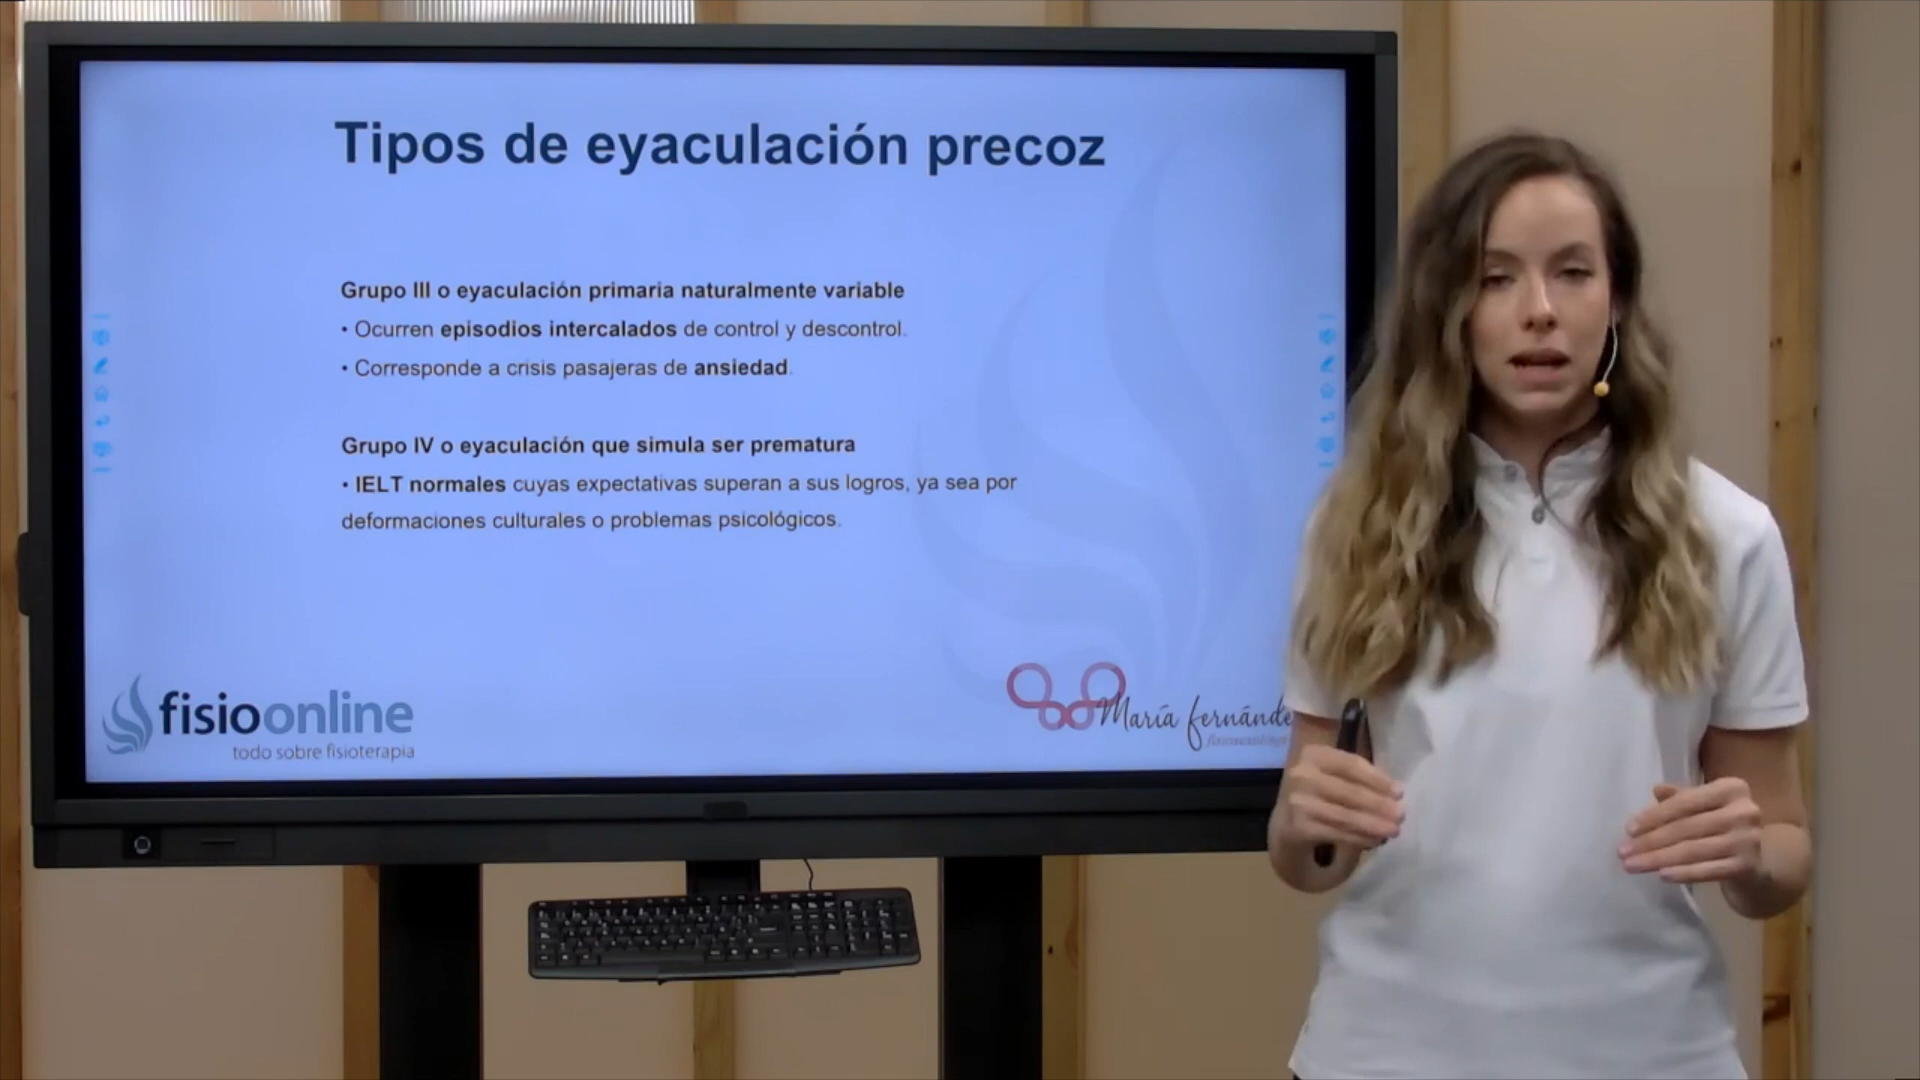 Tipos de eyaculación precoz
Grupo III o eyaculación primaria naturalmente variable
• Ocurren episodios intercalados de control y descontrol.
• Corresponde a crisis pasajeras de ansiedad.
Grupo IV o eyaculación que simula ser prematura
• IELT normales cuyas expectativas superan a sus logros, ya sea por
deformaciones culturales o problemas psicológicos.
fisioonline
todo sobre fisioterapia
María fernánde